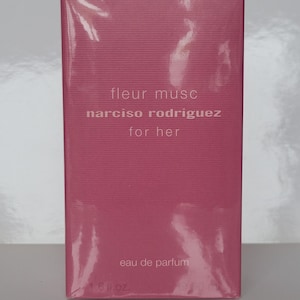 fleur musc
narciso rodriguez
for her
eau de parfum